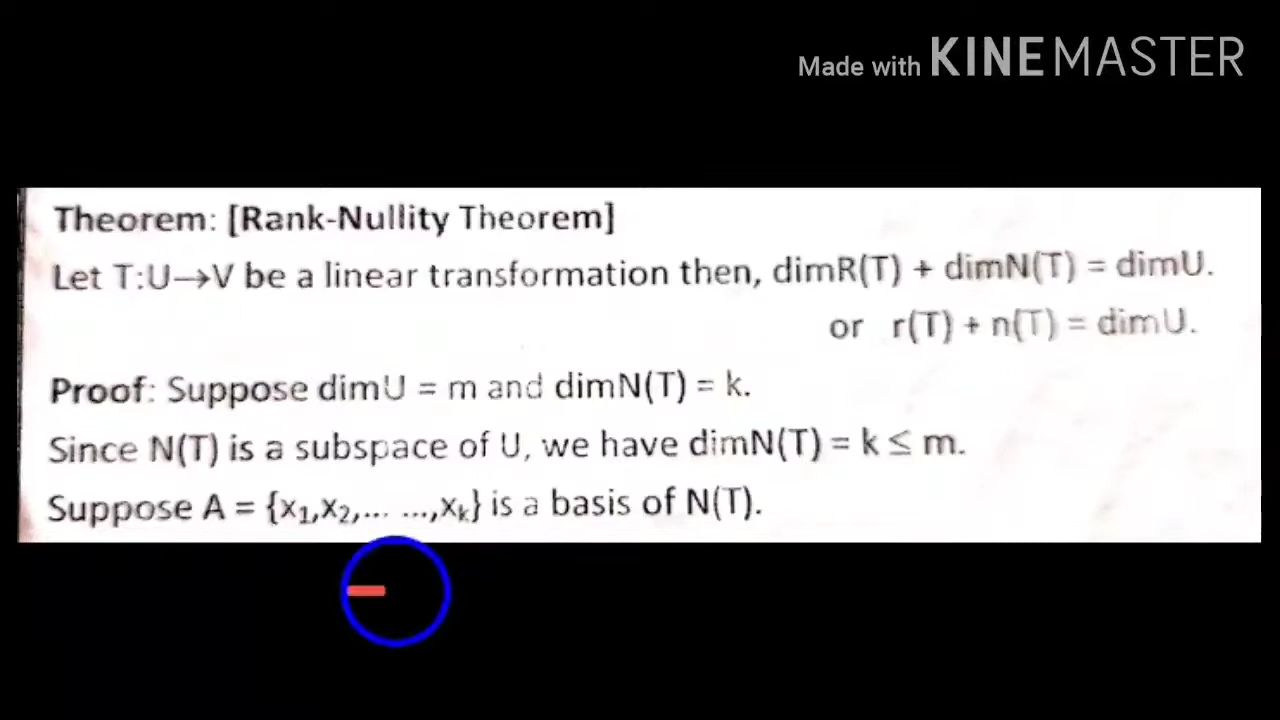 Made with KINEMASTER
Theorem: [Rank-Nullity Theorem]
Let T:U→V be a linear transformation then, dimR(T) + dimN(T) = dimU.
or r(T) + n(T) = dimU.
Proof: Suppose dimU = m and dimN(T) = k.
Since N(T) is a subspace of U, we have dimN(T) = k ≤ m.
Suppose A = {x₁,x₂,... ...,xₖ} is a basis of N(T).